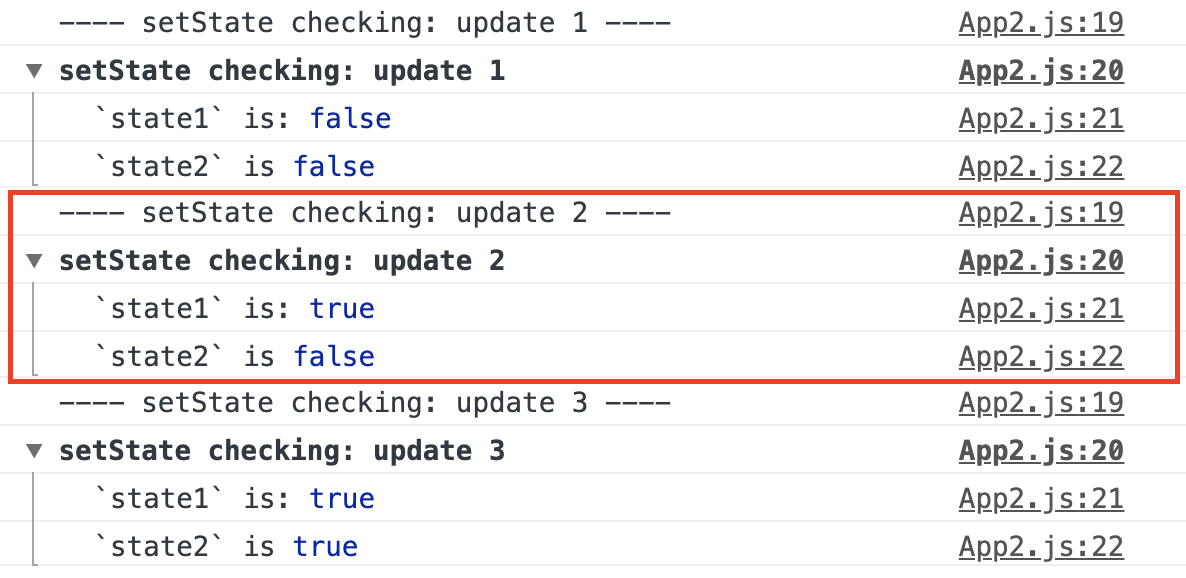 ---- setState checking: update 1 ---- App2.js:19
setState checking: update 1 App2.js:20
`state1` is: false App2.js:21
`state2` is false App2.js:22
---- setState checking: update 2 ---- App2.js:19
setState checking: update 2 App2.js:20
`state1` is: true App2.js:21
`state2` is false App2.js:22
---- setState checking: update 3 ---- App2.js:19
setState checking: update 3 App2.js:20
`state1` is: true App2.js:21
`state2` is true App2.js:22